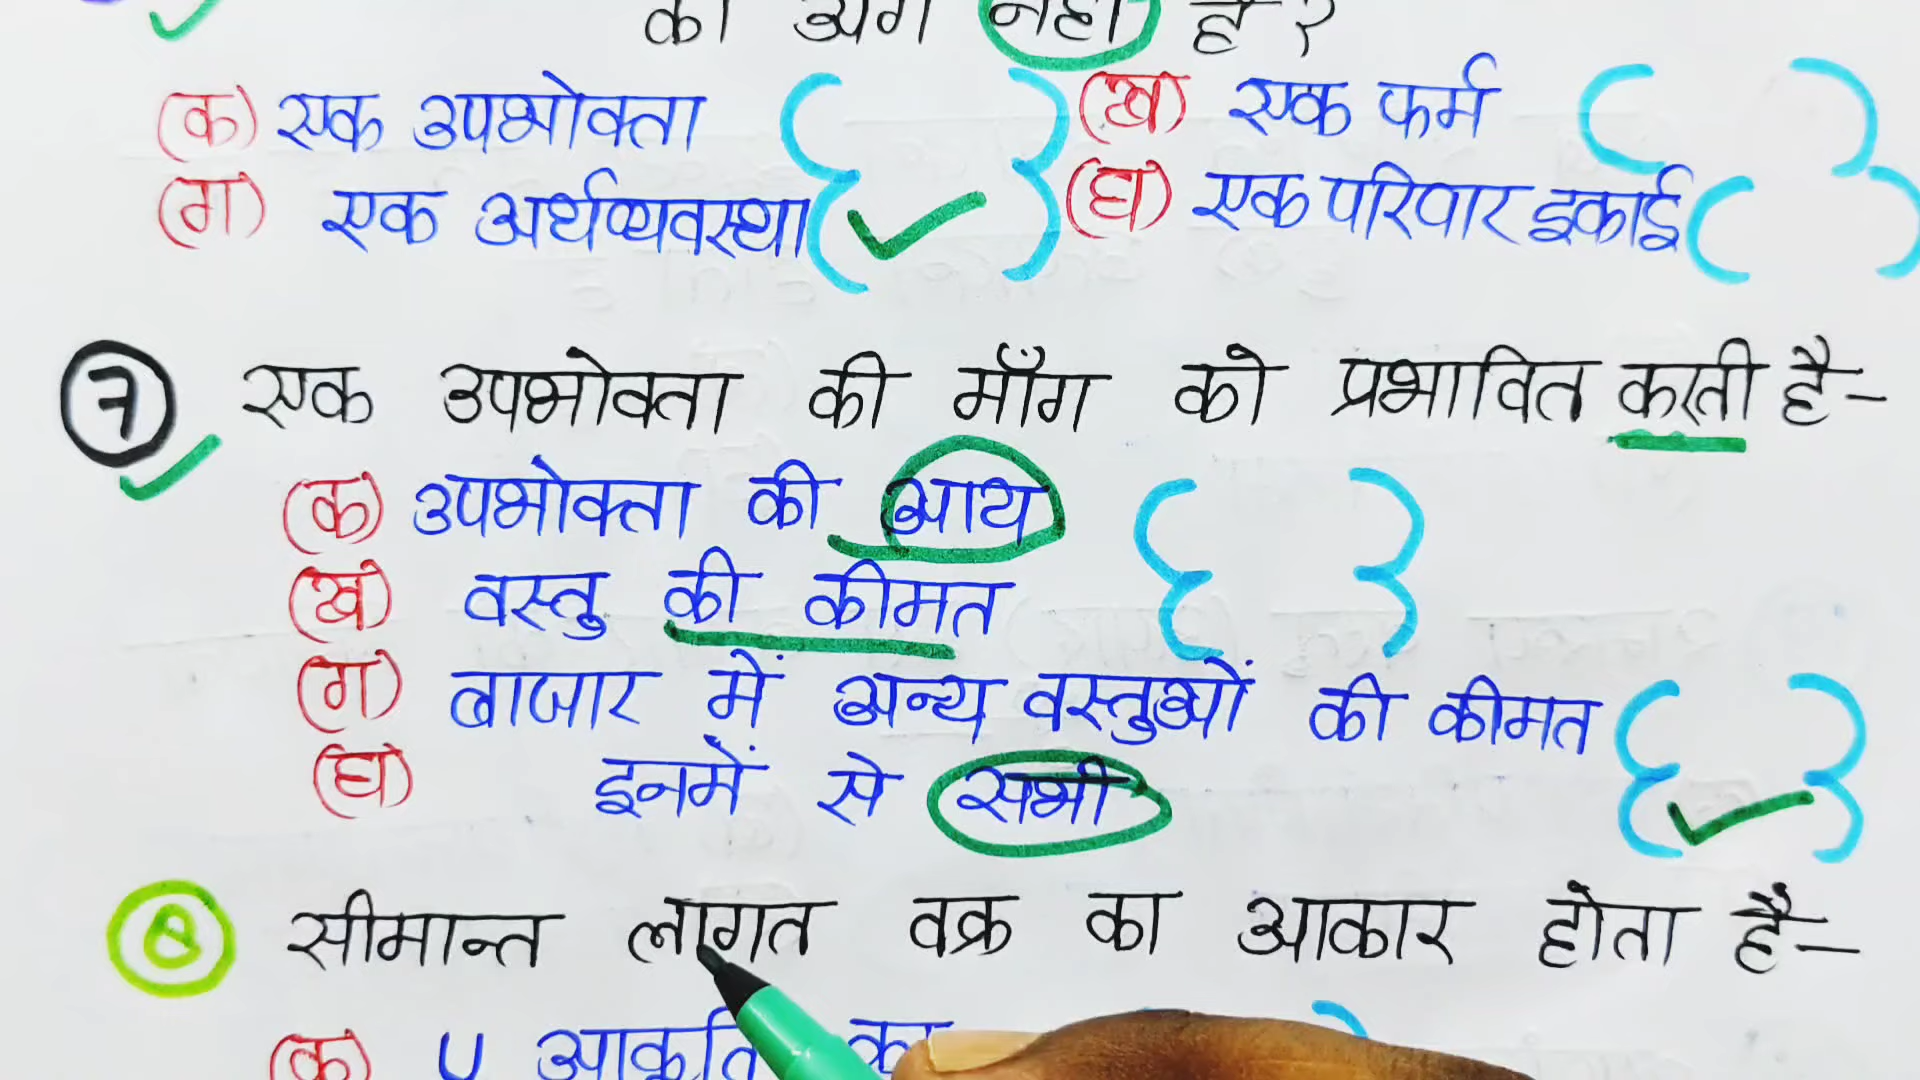 का अंग नहीं है ?
(क) एक उपभोक्ता (ख) एक फर्म
(ग) एक अर्थव्यवस्था (घ) एक परिवार इकाई
7 एक उपभोक्ता की माँग को प्रभावित करती है-
(क) उपभोक्ता की आय
(ख) वस्तु की कीमत
(ग) बाजार में अन्य वस्तुओं की कीमत
(घ) इनमें से सभी
8 सीमान्त लागत वक्र का आकार होता है-
(क) U आकृति का